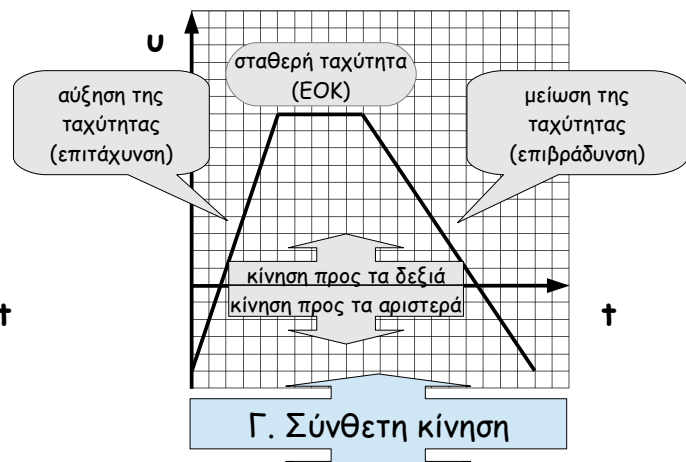 υ
σταθερή ταχύτητα
(ΕΟΚ)
αύξηση της
ταχύτητας
(επιτάχυνση)
μείωση της
ταχύτητας
(επιβράδυνση)
κίνηση προς τα δεξιά
κίνηση προς τα αριστερά
t
t
Γ. Σύνθετη κίνηση